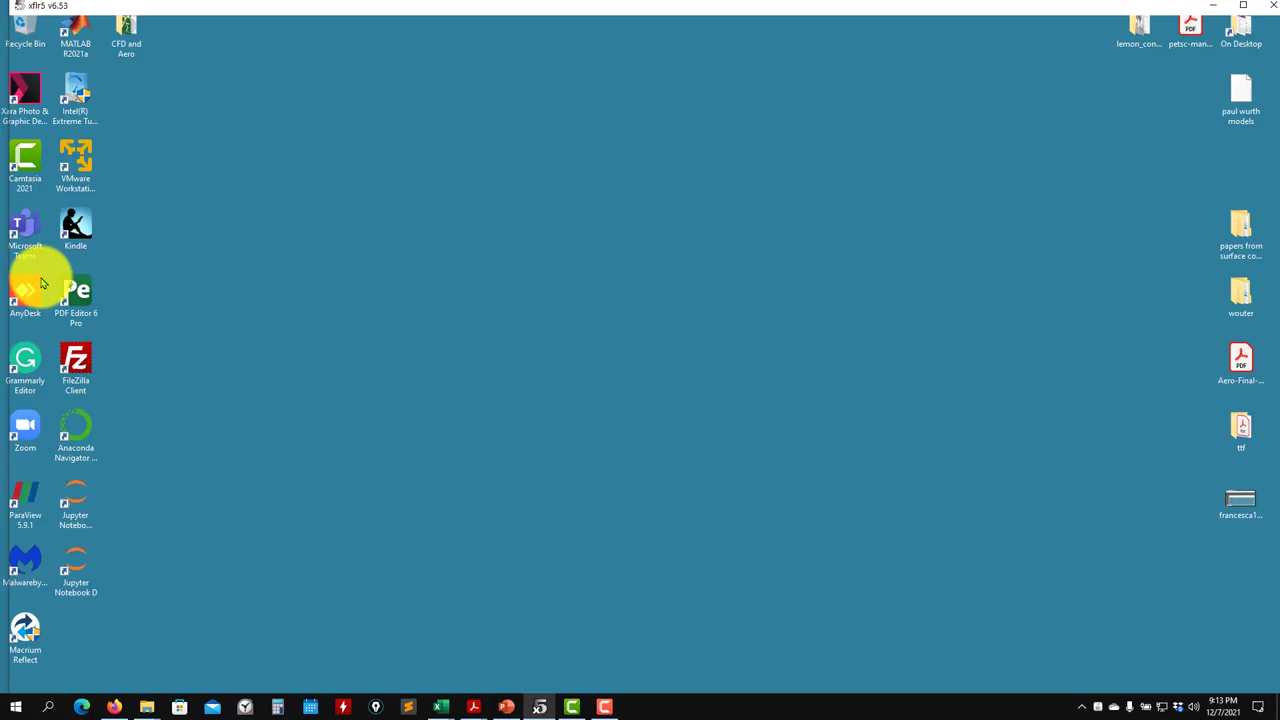 xflr5 v6.53
Recycle Bin
MATLAB
R2021a
CFD and
Aero
lemon_con...
petsc-man...
On Desktop
Xara Photo &
Graphic De...
Intel(R)
Extreme Tu...
paul wurth
models
Camtasia
2021
VMware
Workstati...
Microsoft
Teams
Kindle
papers from
surface co...
AnyDesk
PDF Editor 6
Pro
wouter
Grammarly
Editor
FileZilla
Client
Aero-Final-...
Zoom
Anaconda
Navigator ...
ttf
ParaView
5.9.1
Jupyter
Notebo...
francesca1...
Malwareby...
Jupyter
Notebook D
Macrium
Reflect
9:13 PM
12/7/2021